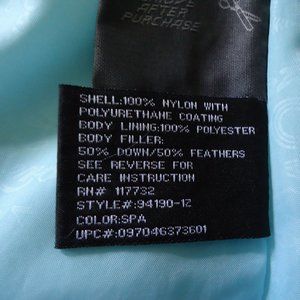 AFTER
PURCHASE
SHELL:100% NYLON WITH
POLYURETHANE COATING
BODY LINING:100% POLYESTER
BODY FILLER:
50% DOWN/50% FEATHERS
SEE REVERSE FOR
CARE INSTRUCTION
RN# 117732
STYLE#:94190-1Z
COLOR:SPA
UPC#:097046373601